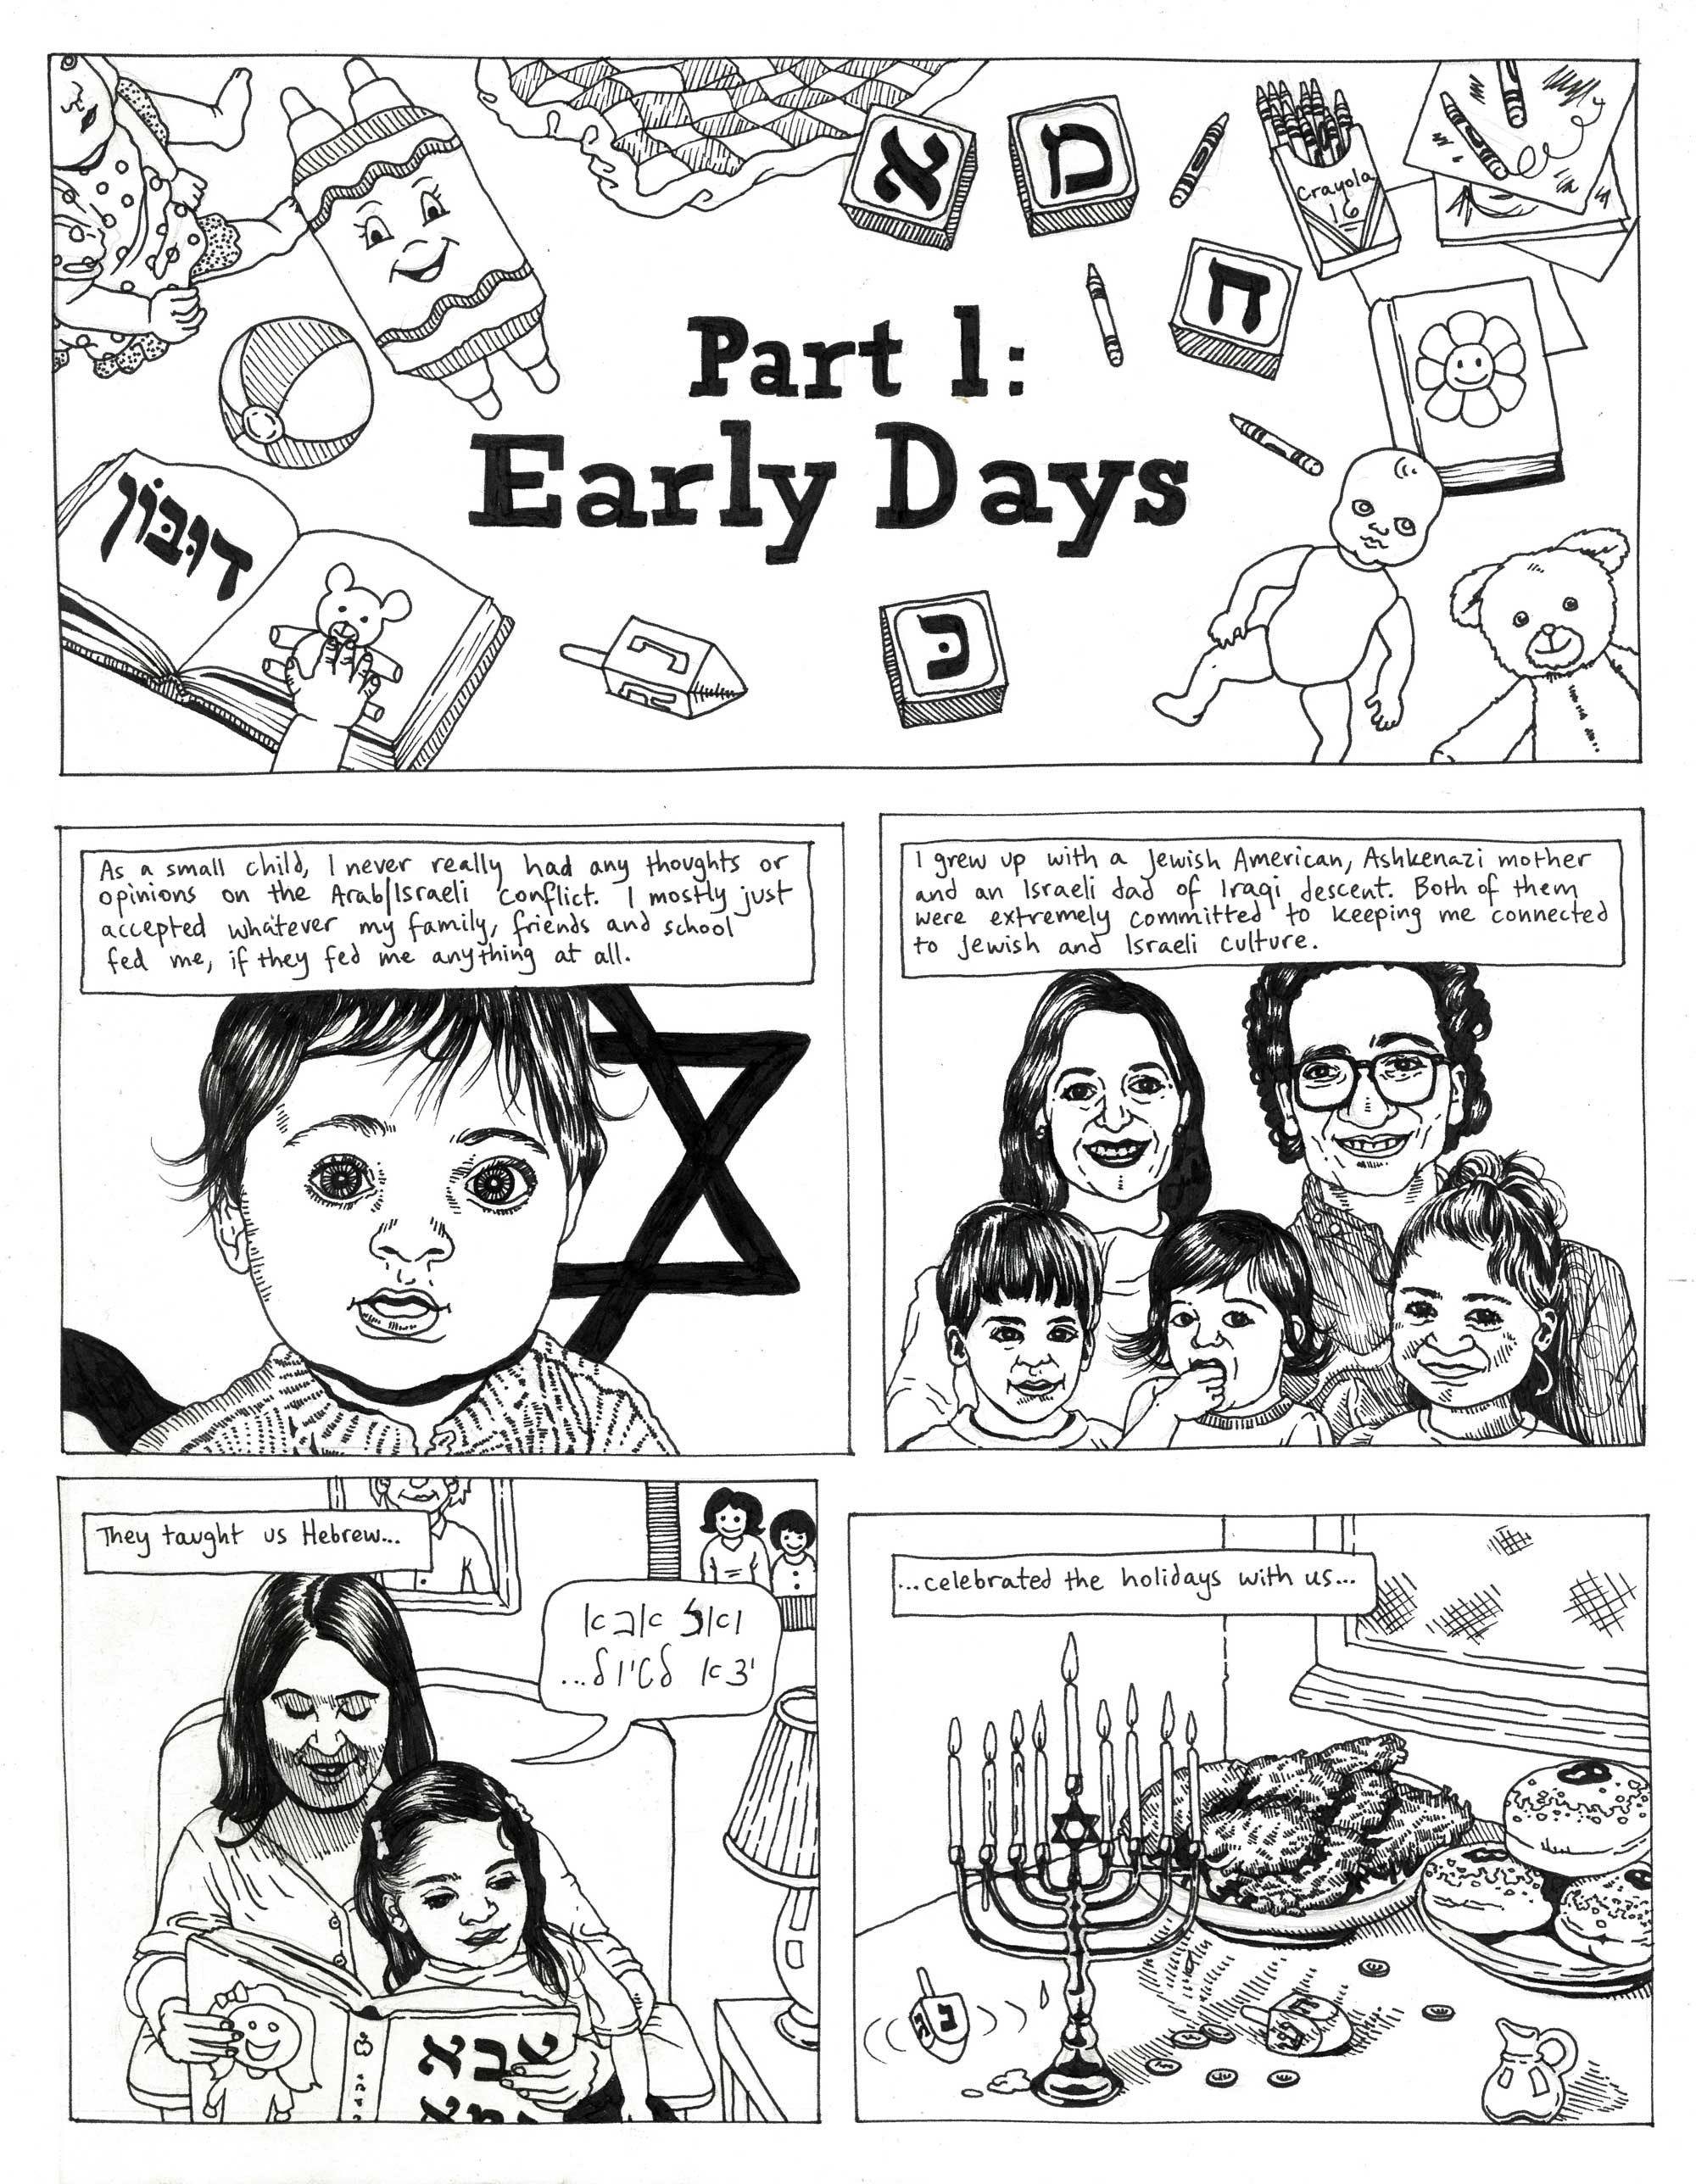 א
מ
Crayola
16
ח
Part 1:
Early Days
דובון
כּ
As a small child, I never really had any thoughts or
opinions on the Arab/Israeli conflict. I mostly just
accepted whatever my family, friends and school
fed me, if they fed me anything at all.
I grew up with a Jewish American, Ashkenazi mother
and an Israeli dad of Iraqi descent. Both of them
were extremely committed to keeping me connected
to Jewish and Israeli culture.
They taught us Hebrew...
ואז אבא
יצא לטיול...
אבא
...celebrated the holidays with us...
נ